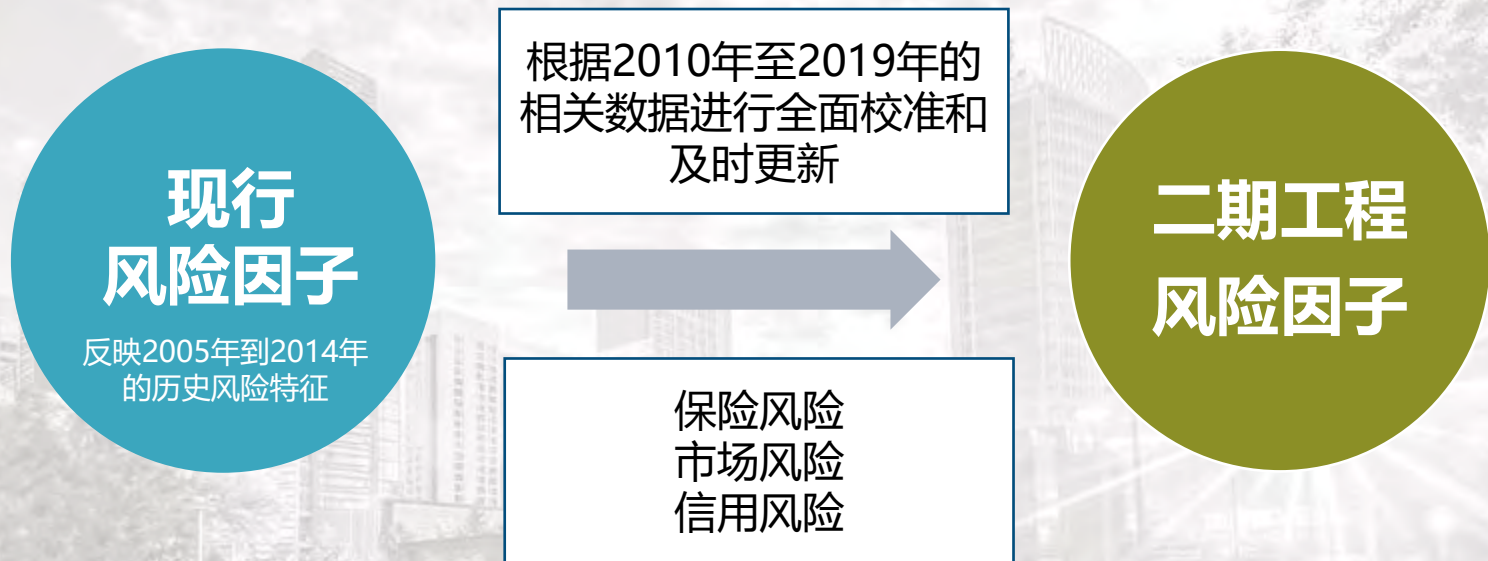 现行
风险因子
反映2005年到2014年
的历史风险特征
根据2010年至2019年的
相关数据进行全面校准和
及时更新
保险风险
市场风险
信用风险
二期工程
风险因子